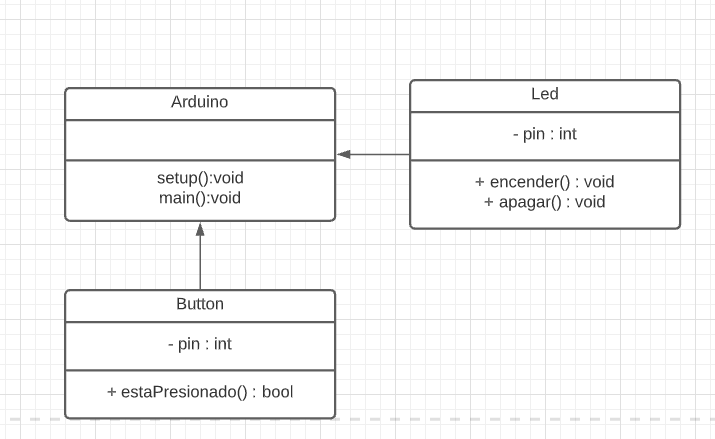 Arduino
setup():void
main():void
Led
- pin : int
+ encender() : void
+ apagar() : void
Button
- pin : int
+ estaPresionado() : bool